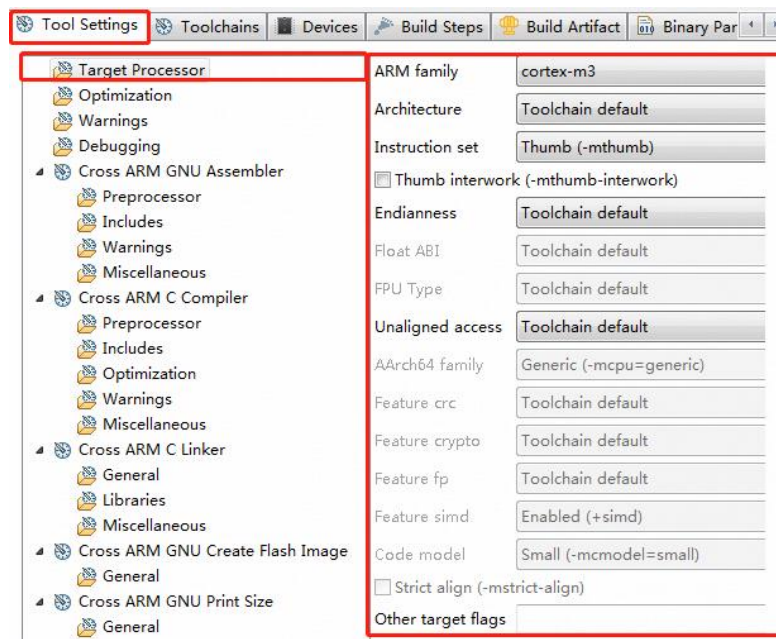 Tool Settings Toolchains Devices Build Steps Build Artifact Binary Par
Target Processor
Optimization
Warnings
Debugging
Cross ARM GNU Assembler
Preprocessor
Includes
Warnings
Miscellaneous
Cross ARM C Compiler
Preprocessor
Includes
Optimization
Warnings
Miscellaneous
Cross ARM C Linker
General
Libraries
Miscellaneous
Cross ARM GNU Create Flash Image
General
Cross ARM GNU Print Size
General
ARM family cortex-m3
Architecture Toolchain default
Instruction set Thumb (-mthumb)
Thumb interwork (-mthumb-interwork)
Endianness Toolchain default
Float ABI Toolchain default
FPU Type Toolchain default
Unaligned access Toolchain default
AArch64 family Generic (-mcpu=generic)
Feature crc Toolchain default
Feature crypto Toolchain default
Feature fp Toolchain default
Feature simd Enabled (+simd)
Code model Small (-mcmodel=small)
Strict align (-mstrict-align)
Other target flags